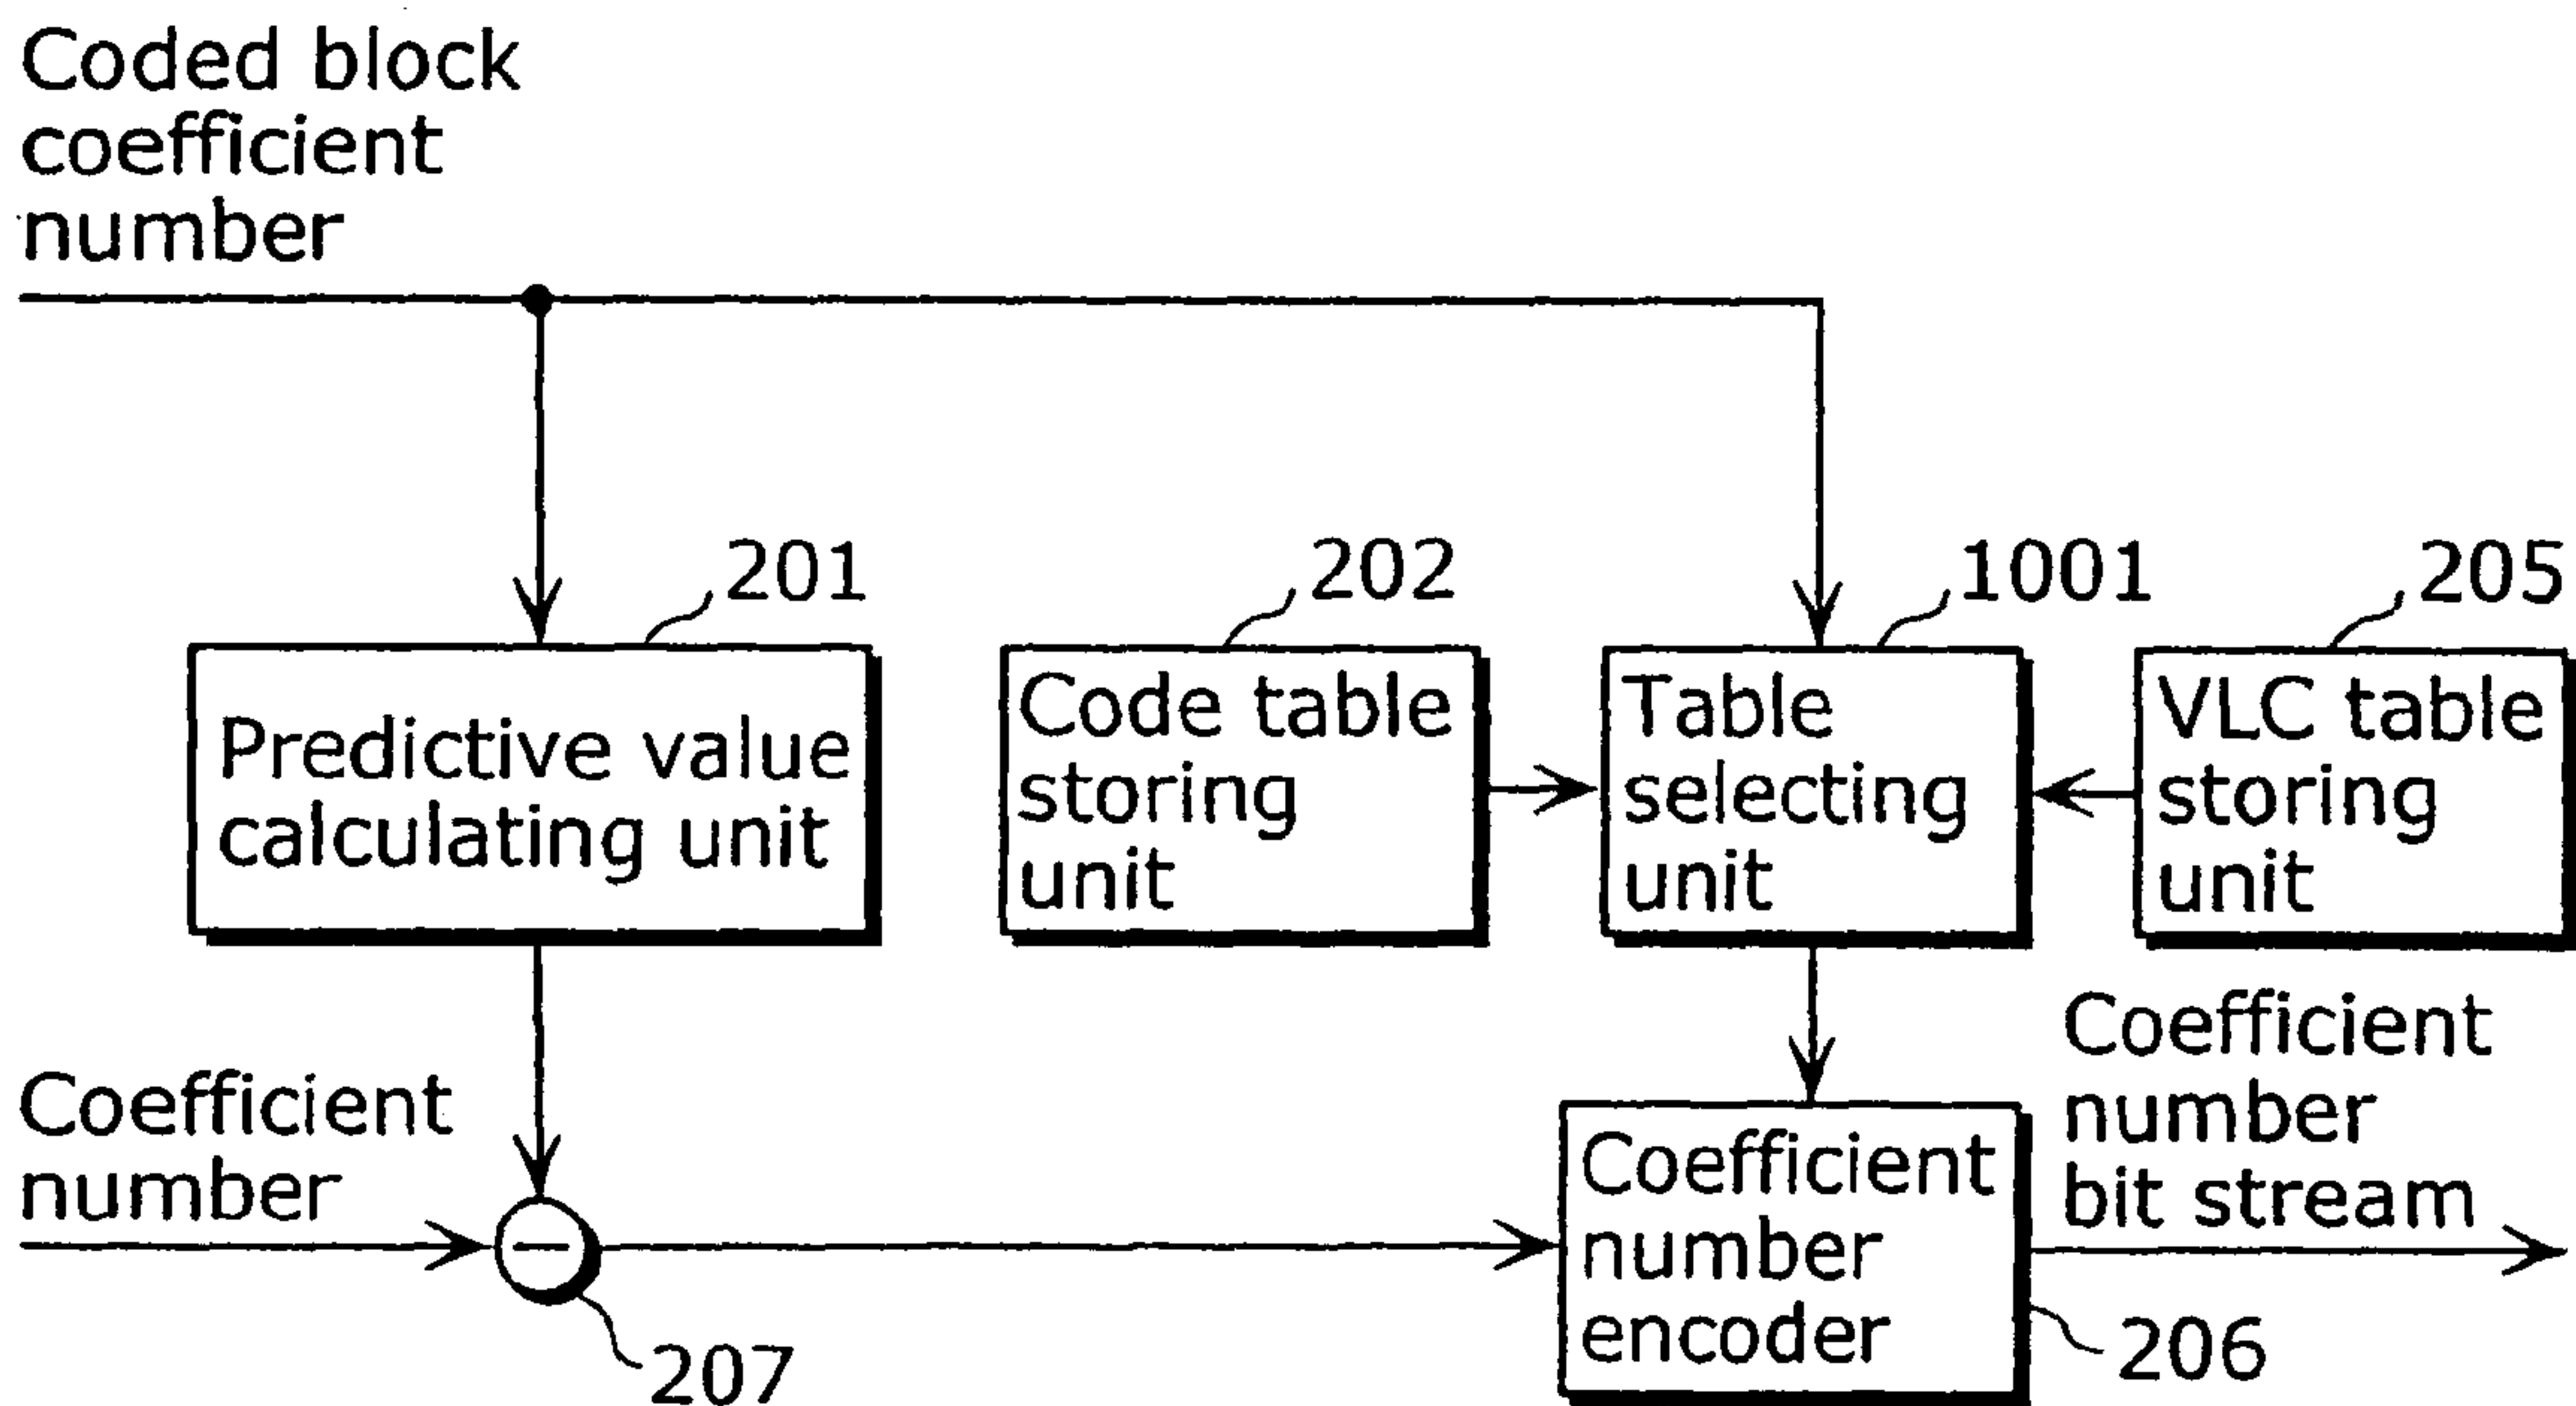 Coded block
coefficient
number
201
202
1001
205
Predictive value
calculating unit
Code table
storing
unit
Table
selecting
unit
VLC table
storing
unit
Coefficient
number
207
Coefficient
number
encoder
206
Coefficient
number
bit stream